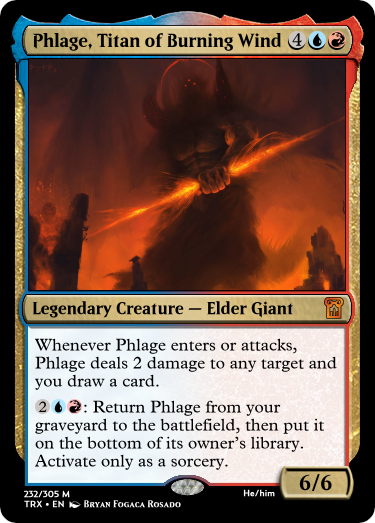 Phlage, Titan of Burning Wind 4
Legendary Creature — Elder Giant
Whenever Phlage enters or attacks,
Phlage deals 2 damage to any target and
you draw a card.
2 : Return Phlage from your
graveyard to the battlefield, then put it
on the bottom of its owner's library.
Activate only as a sorcery.
6/6
232/305 M He/him
TRX • EN Bryan Fogaca Rosado